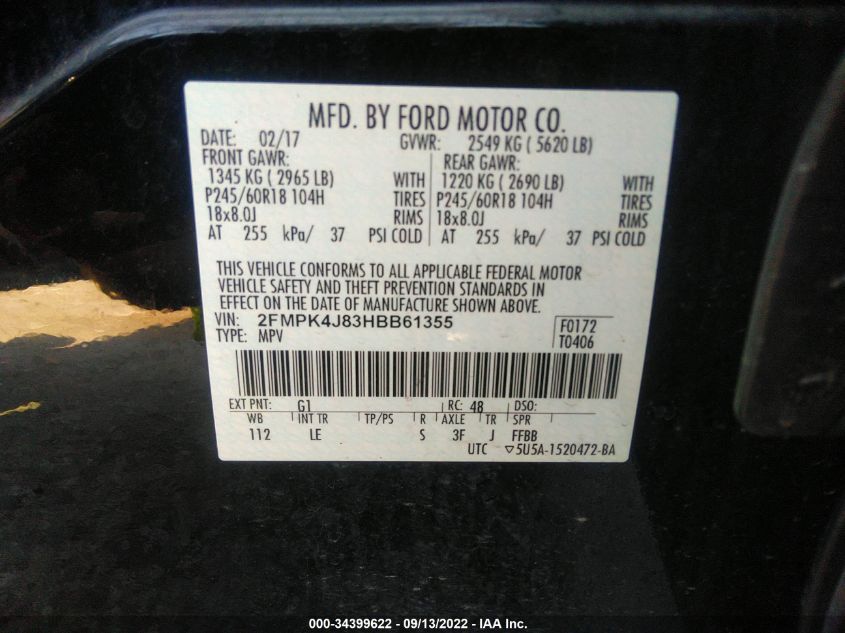 MFD. BY FORD MOTOR CO.
DATE: 02/17 GVWR: 2549 KG ( 5620 LB)
FRONT GAWR: REAR GAWR:
1345 KG ( 2965 LB) WITH 1220 KG ( 2690 LB) WITH
P245/60R18 104H TIRES P245/60R18 104H TIRES
18x8.0J RIMS 18x8.0J RIMS
AT 255 kPa/ 37 PSI COLD AT 255 kPa/ 37 PSI COLD
THIS VEHICLE CONFORMS TO ALL APPLICABLE FEDERAL MOTOR
VEHICLE SAFETY AND THEFT PREVENTION STANDARDS IN
EFFECT ON THE DATE OF MANUFACTURE SHOWN ABOVE.
VIN: 2FMPK4J83HBB61355 F0172
TYPE: MPV T0406
EXT PNT: G1 RC: 48 DSO:
WB INT TR TP/PS R AXLE TR SPR
112 LE S 3F J FFBB
UTC ▽5U5A-1520472-BA
000-34399622 - 09/13/2022 - IAA Inc.